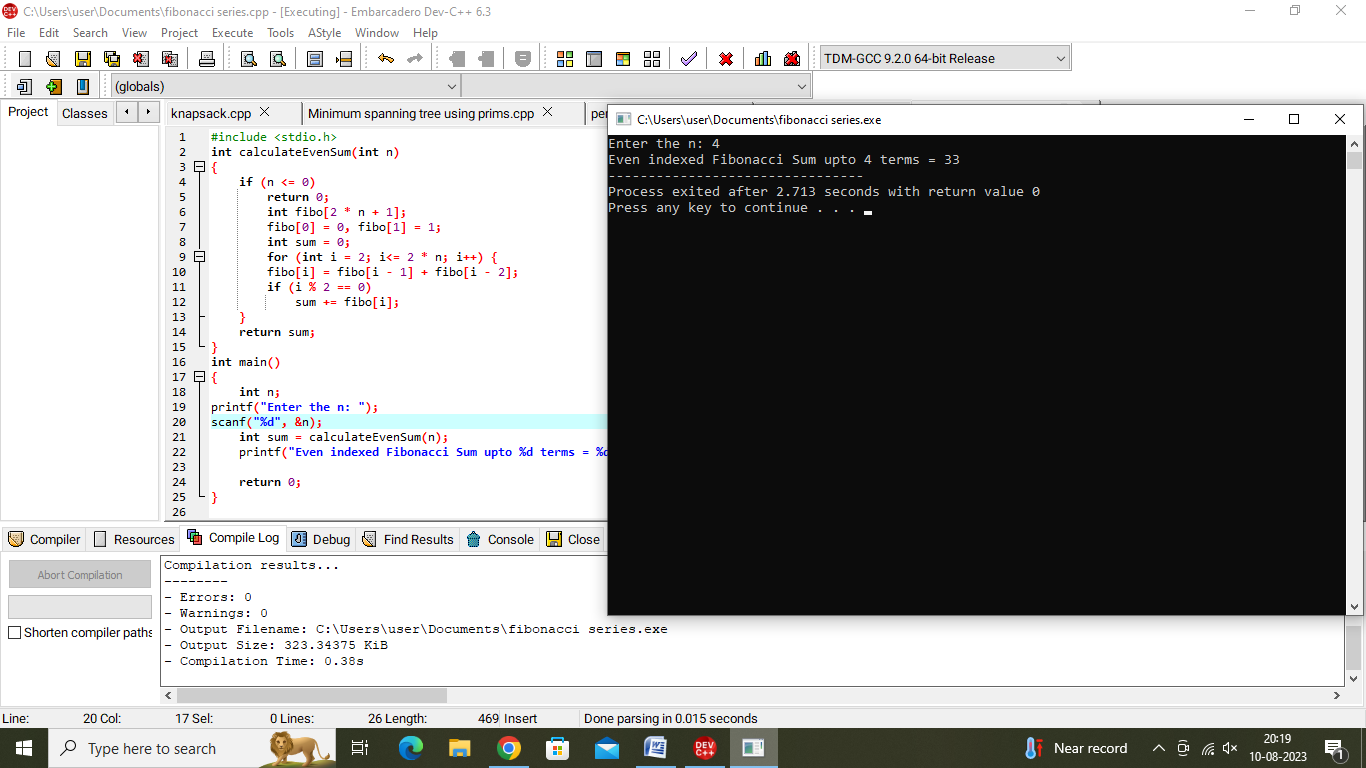 C:\Users\user\Documents\fibonacci series.cpp - [Executing] - Embarcadero Dev-C++ 6.3
File Edit Search View Project Execute Tools AStyle Window Help
TDM-GCC 9.2.0 64-bit Release
(globals)
Project Classes
knapsack.cpp Minimum spanning tree using prims.cpp
1 #include <stdio.h>
2 int calculateEvenSum(int n)
3 {
4 if (n <= 0)
5 return 0;
6 int fibo[2 * n + 1];
7 fibo[0] = 0, fibo[1] = 1;
8 int sum = 0;
9 for (int i = 2; i<= 2 * n; i++) {
10 fibo[i] = fibo[i - 1] + fibo[i - 2];
11 if (i % 2 == 0)
12 sum += fibo[i];
13 }
14 return sum;
15 }
16 int main()
17 {
18 int n;
19 printf("Enter the n: ");
20 scanf("%d", &n);
21 int sum = calculateEvenSum(n);
22 printf("Even indexed Fibonacci Sum upto %d terms = %d
23
24 return 0;
25 }
26
C:\Users\user\Documents\fibonacci series.exe
Enter the n: 4
Even indexed Fibonacci Sum upto 4 terms = 33
--------------------------------
Process exited after 2.713 seconds with return value 0
Press any key to continue . . .
Compiler Resources Compile Log Debug Find Results Console Close
Abort Compilation
Shorten compiler paths
Compilation results...
--------
- Errors: 0
- Warnings: 0
- Output Filename: C:\Users\user\Documents\fibonacci series.exe
- Output Size: 323.34375 KiB
- Compilation Time: 0.38s
Line: 20 Col: 17 Sel: 0 Lines: 26 Length: 469 Insert Done parsing in 0.015 seconds
Type here to search
DEV C++
Near record
20:19
10-08-2023
1